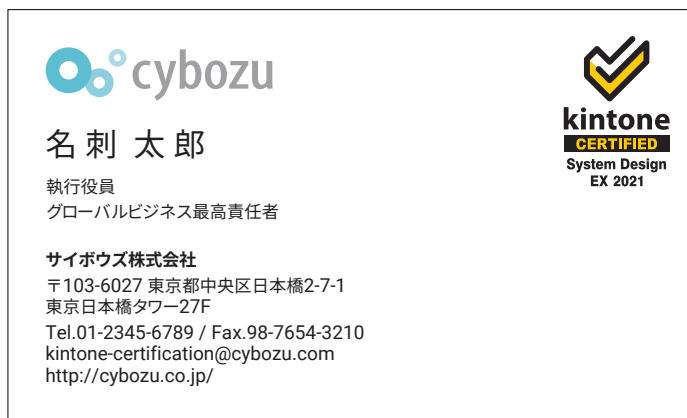 cybozu
名刺 太郎
執行役員
グローバルビジネス最高責任者
サイボウズ株式会社
〒103-6027 東京都中央区日本橋2-7-1
東京日本橋タワー27F
Tel.01-2345-6789 / Fax.98-7654-3210
kintone-certification@cybozu.com
http://cybozu.co.jp/
kintone
CERTIFIED
System Design
EX 2021